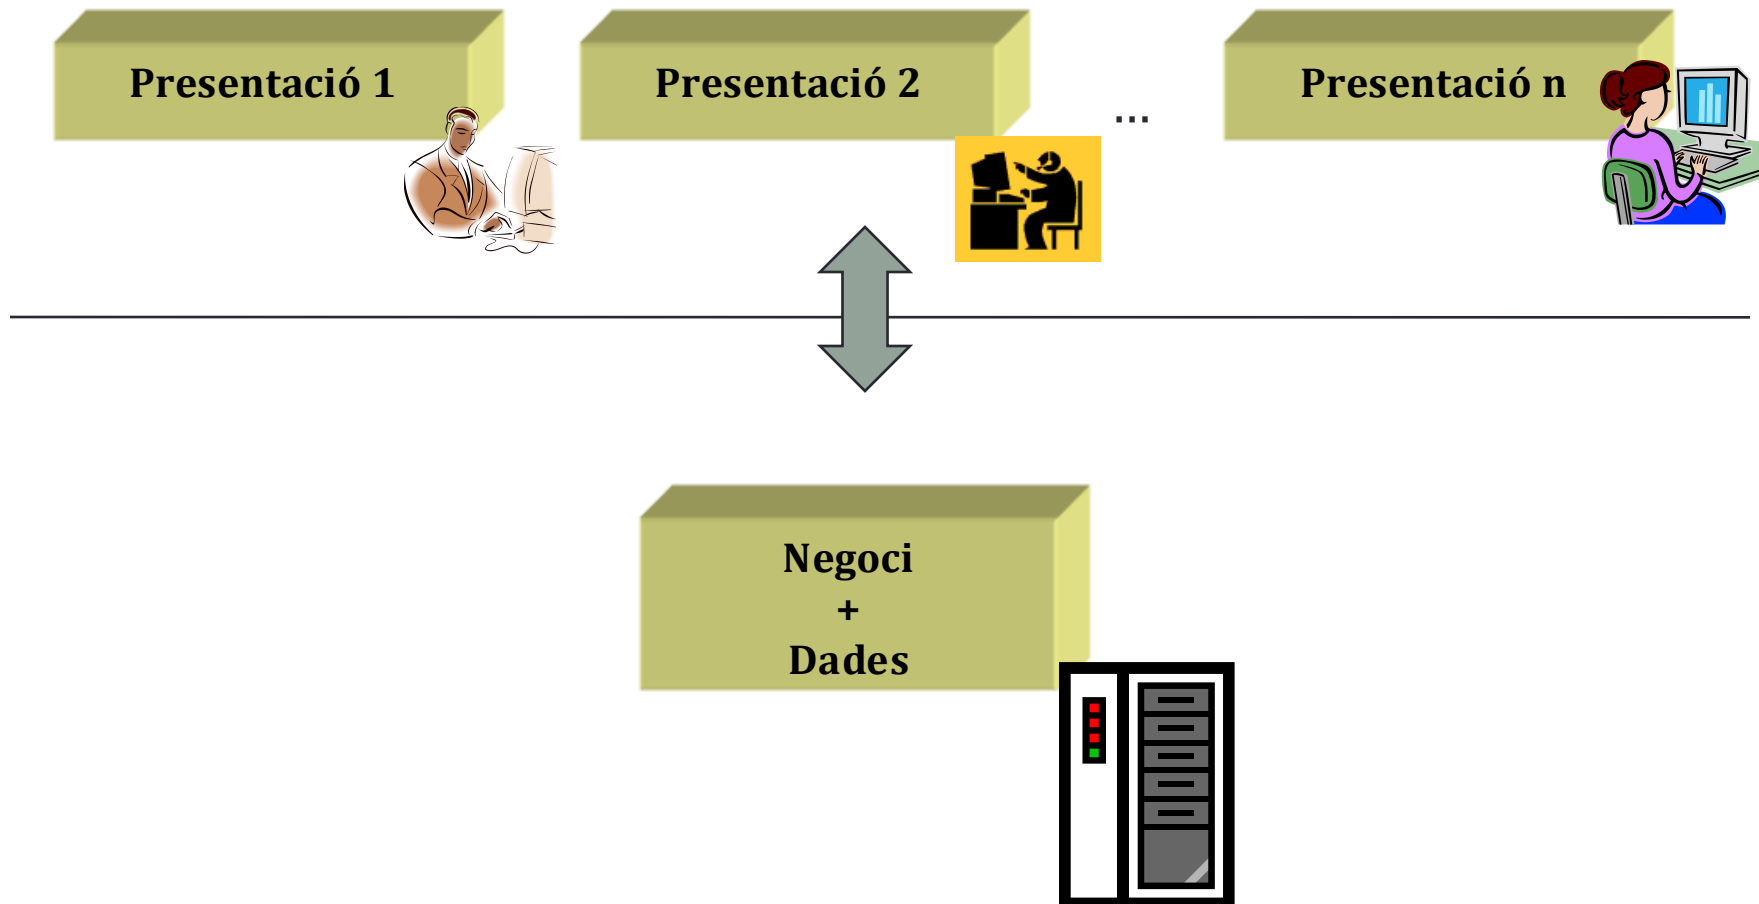 Presentació 1
Presentació 2
...
Presentació n
Negoci
+
Dades